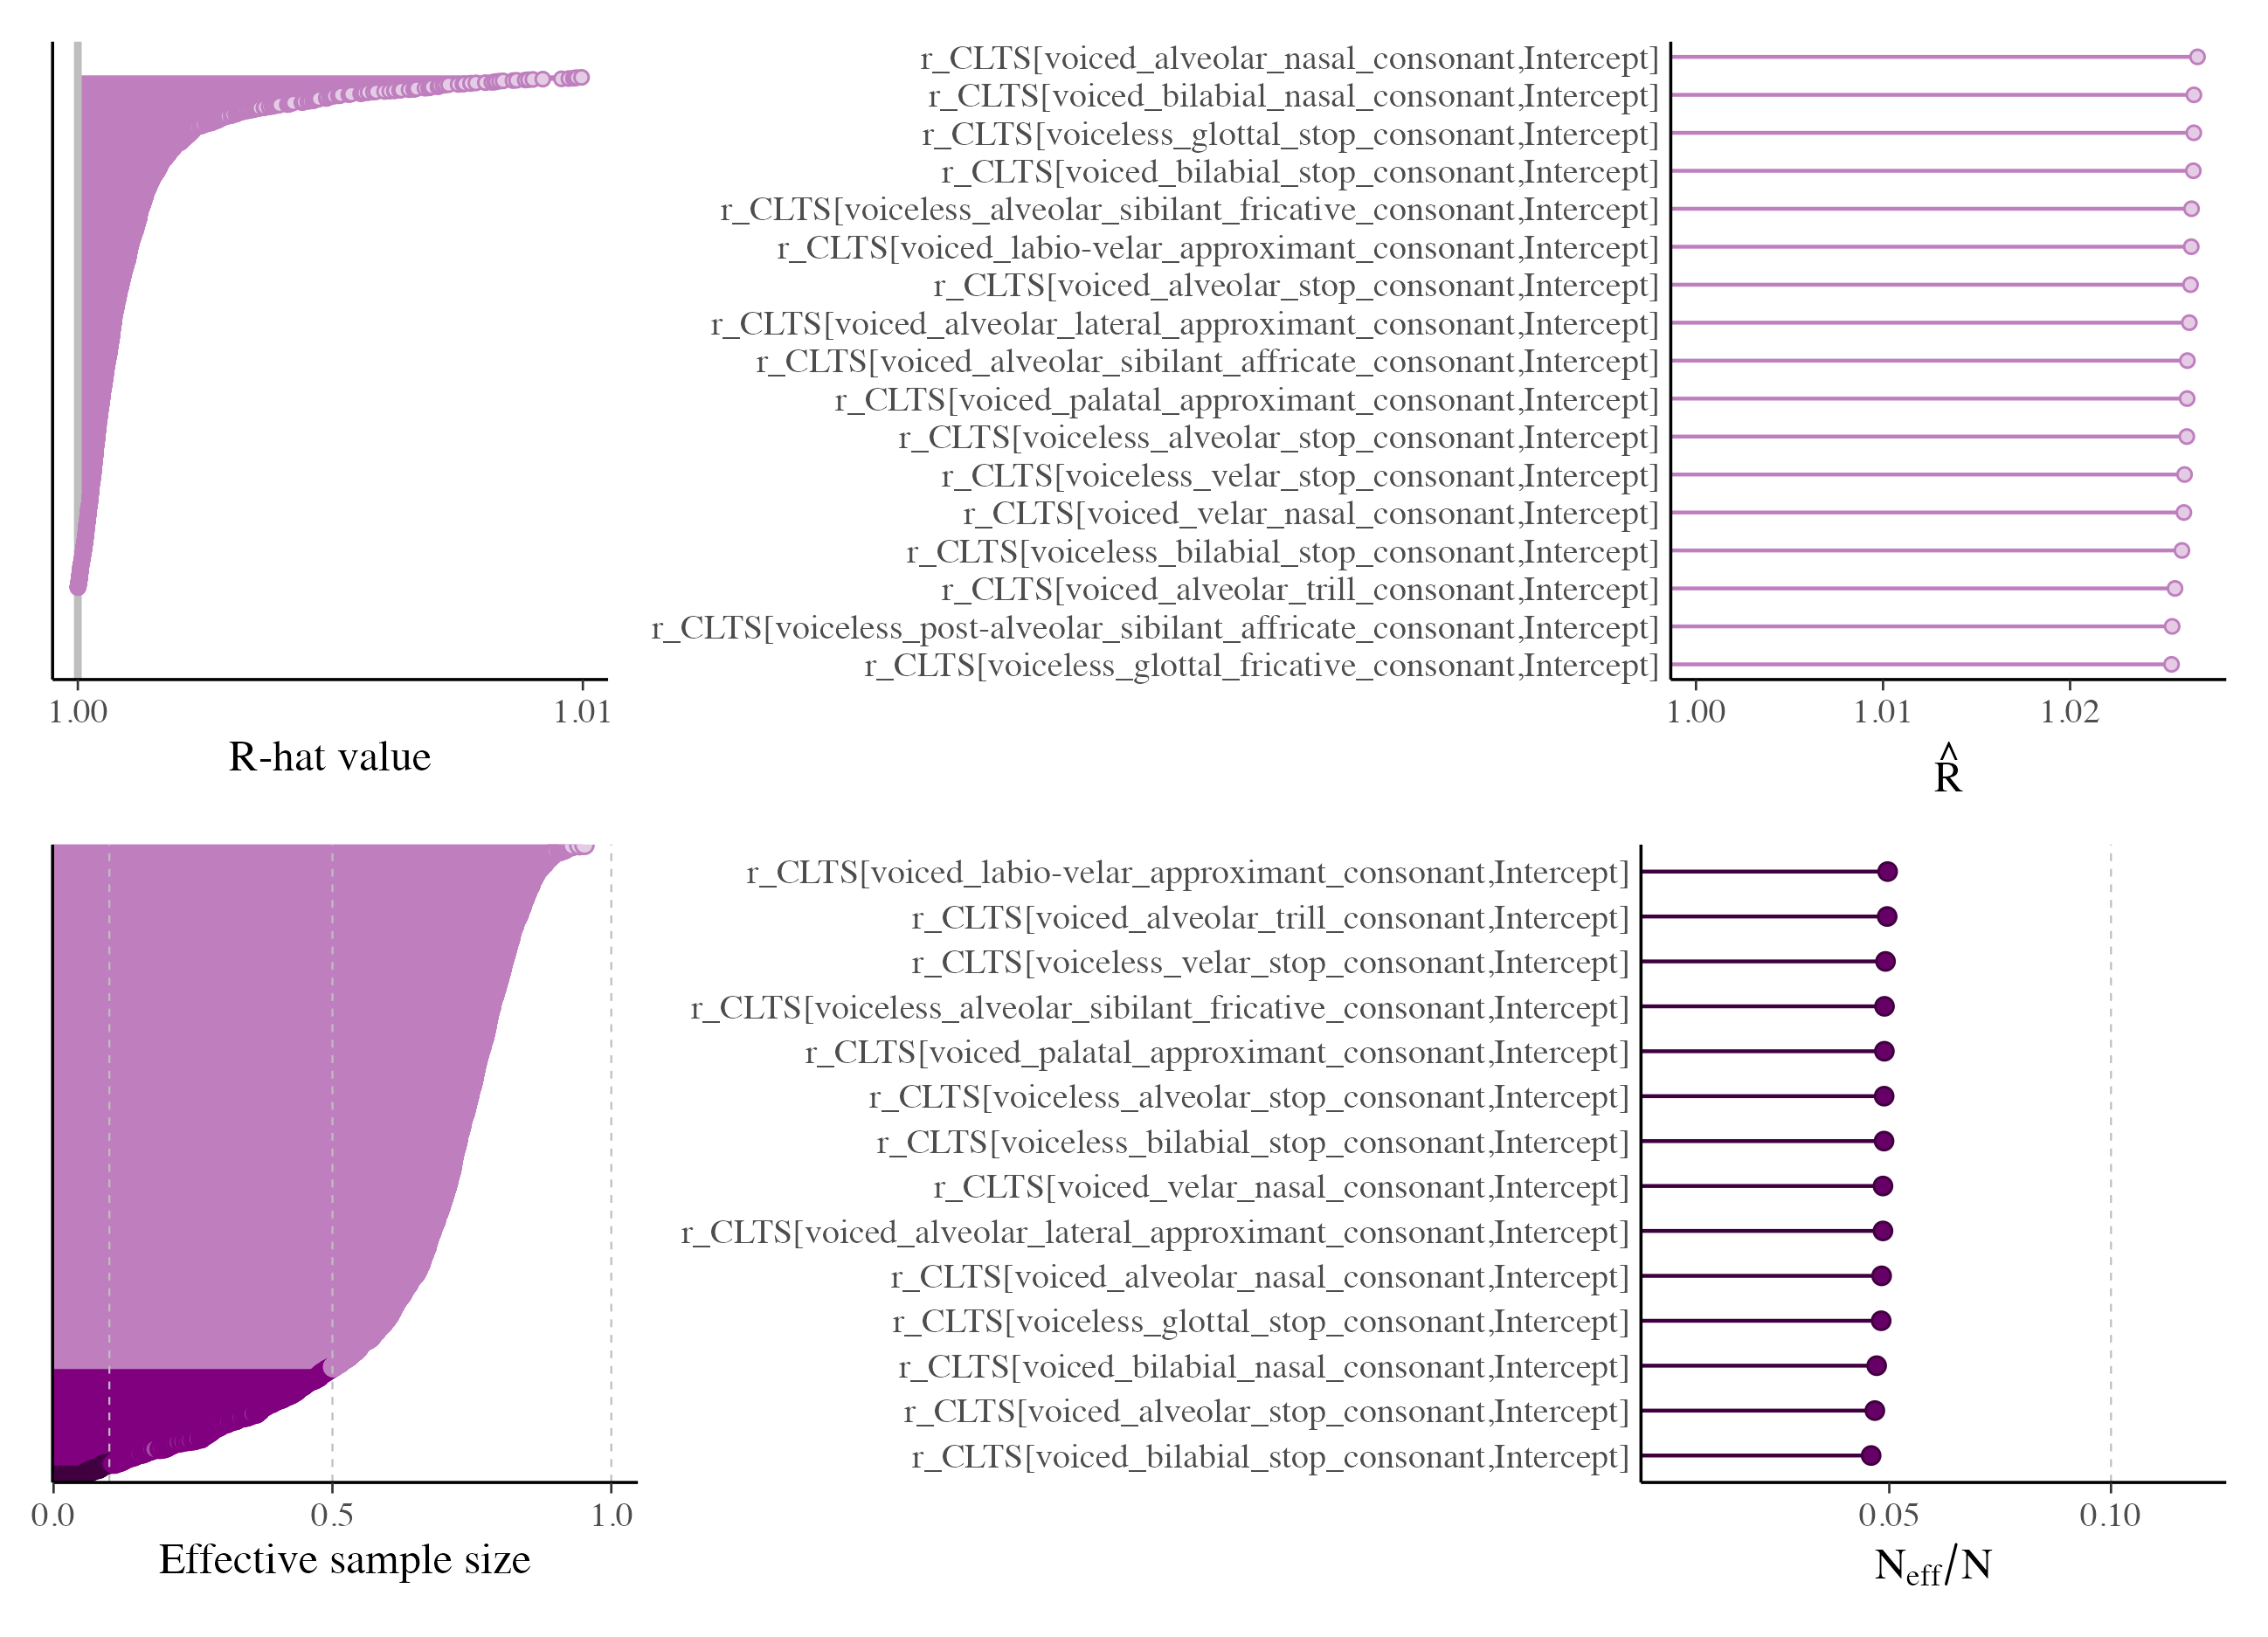 1.00
1.01
R-hat value
r_CLTS[voiced_alveolar_nasal_consonant,Intercept]
r_CLTS[voiced_bilabial_nasal_consonant,Intercept]
r_CLTS[voiceless_glottal_stop_consonant,Intercept]
r_CLTS[voiced_bilabial_stop_consonant,Intercept]
r_CLTS[voiceless_alveolar_sibilant_fricative_consonant,Intercept]
r_CLTS[voiced_labio-velar_approximant_consonant,Intercept]
r_CLTS[voiced_alveolar_stop_consonant,Intercept]
r_CLTS[voiced_alveolar_lateral_approximant_consonant,Intercept]
r_CLTS[voiced_alveolar_sibilant_affricate_consonant,Intercept]
r_CLTS[voiced_palatal_approximant_consonant,Intercept]
r_CLTS[voiceless_alveolar_stop_consonant,Intercept]
r_CLTS[voiceless_velar_stop_consonant,Intercept]
r_CLTS[voiced_velar_nasal_consonant,Intercept]
r_CLTS[voiceless_bilabial_stop_consonant,Intercept]
r_CLTS[voiced_alveolar_trill_consonant,Intercept]
r_CLTS[voiceless_post-alveolar_sibilant_affricate_consonant,Intercept]
r_CLTS[voiceless_glottal_fricative_consonant,Intercept]
1.00
1.01
1.02
R̂
0.0
0.5
1.0
Effective sample size
r_CLTS[voiced_labio-velar_approximant_consonant,Intercept]
r_CLTS[voiced_alveolar_trill_consonant,Intercept]
r_CLTS[voiceless_velar_stop_consonant,Intercept]
r_CLTS[voiceless_alveolar_sibilant_fricative_consonant,Intercept]
r_CLTS[voiced_palatal_approximant_consonant,Intercept]
r_CLTS[voiceless_alveolar_stop_consonant,Intercept]
r_CLTS[voiceless_bilabial_stop_consonant,Intercept]
r_CLTS[voiced_velar_nasal_consonant,Intercept]
r_CLTS[voiced_alveolar_lateral_approximant_consonant,Intercept]
r_CLTS[voiced_alveolar_nasal_consonant,Intercept]
r_CLTS[voiceless_glottal_stop_consonant,Intercept]
r_CLTS[voiced_bilabial_nasal_consonant,Intercept]
r_CLTS[voiced_alveolar_stop_consonant,Intercept]
r_CLTS[voiced_bilabial_stop_consonant,Intercept]
0.05
0.10
Neff/N